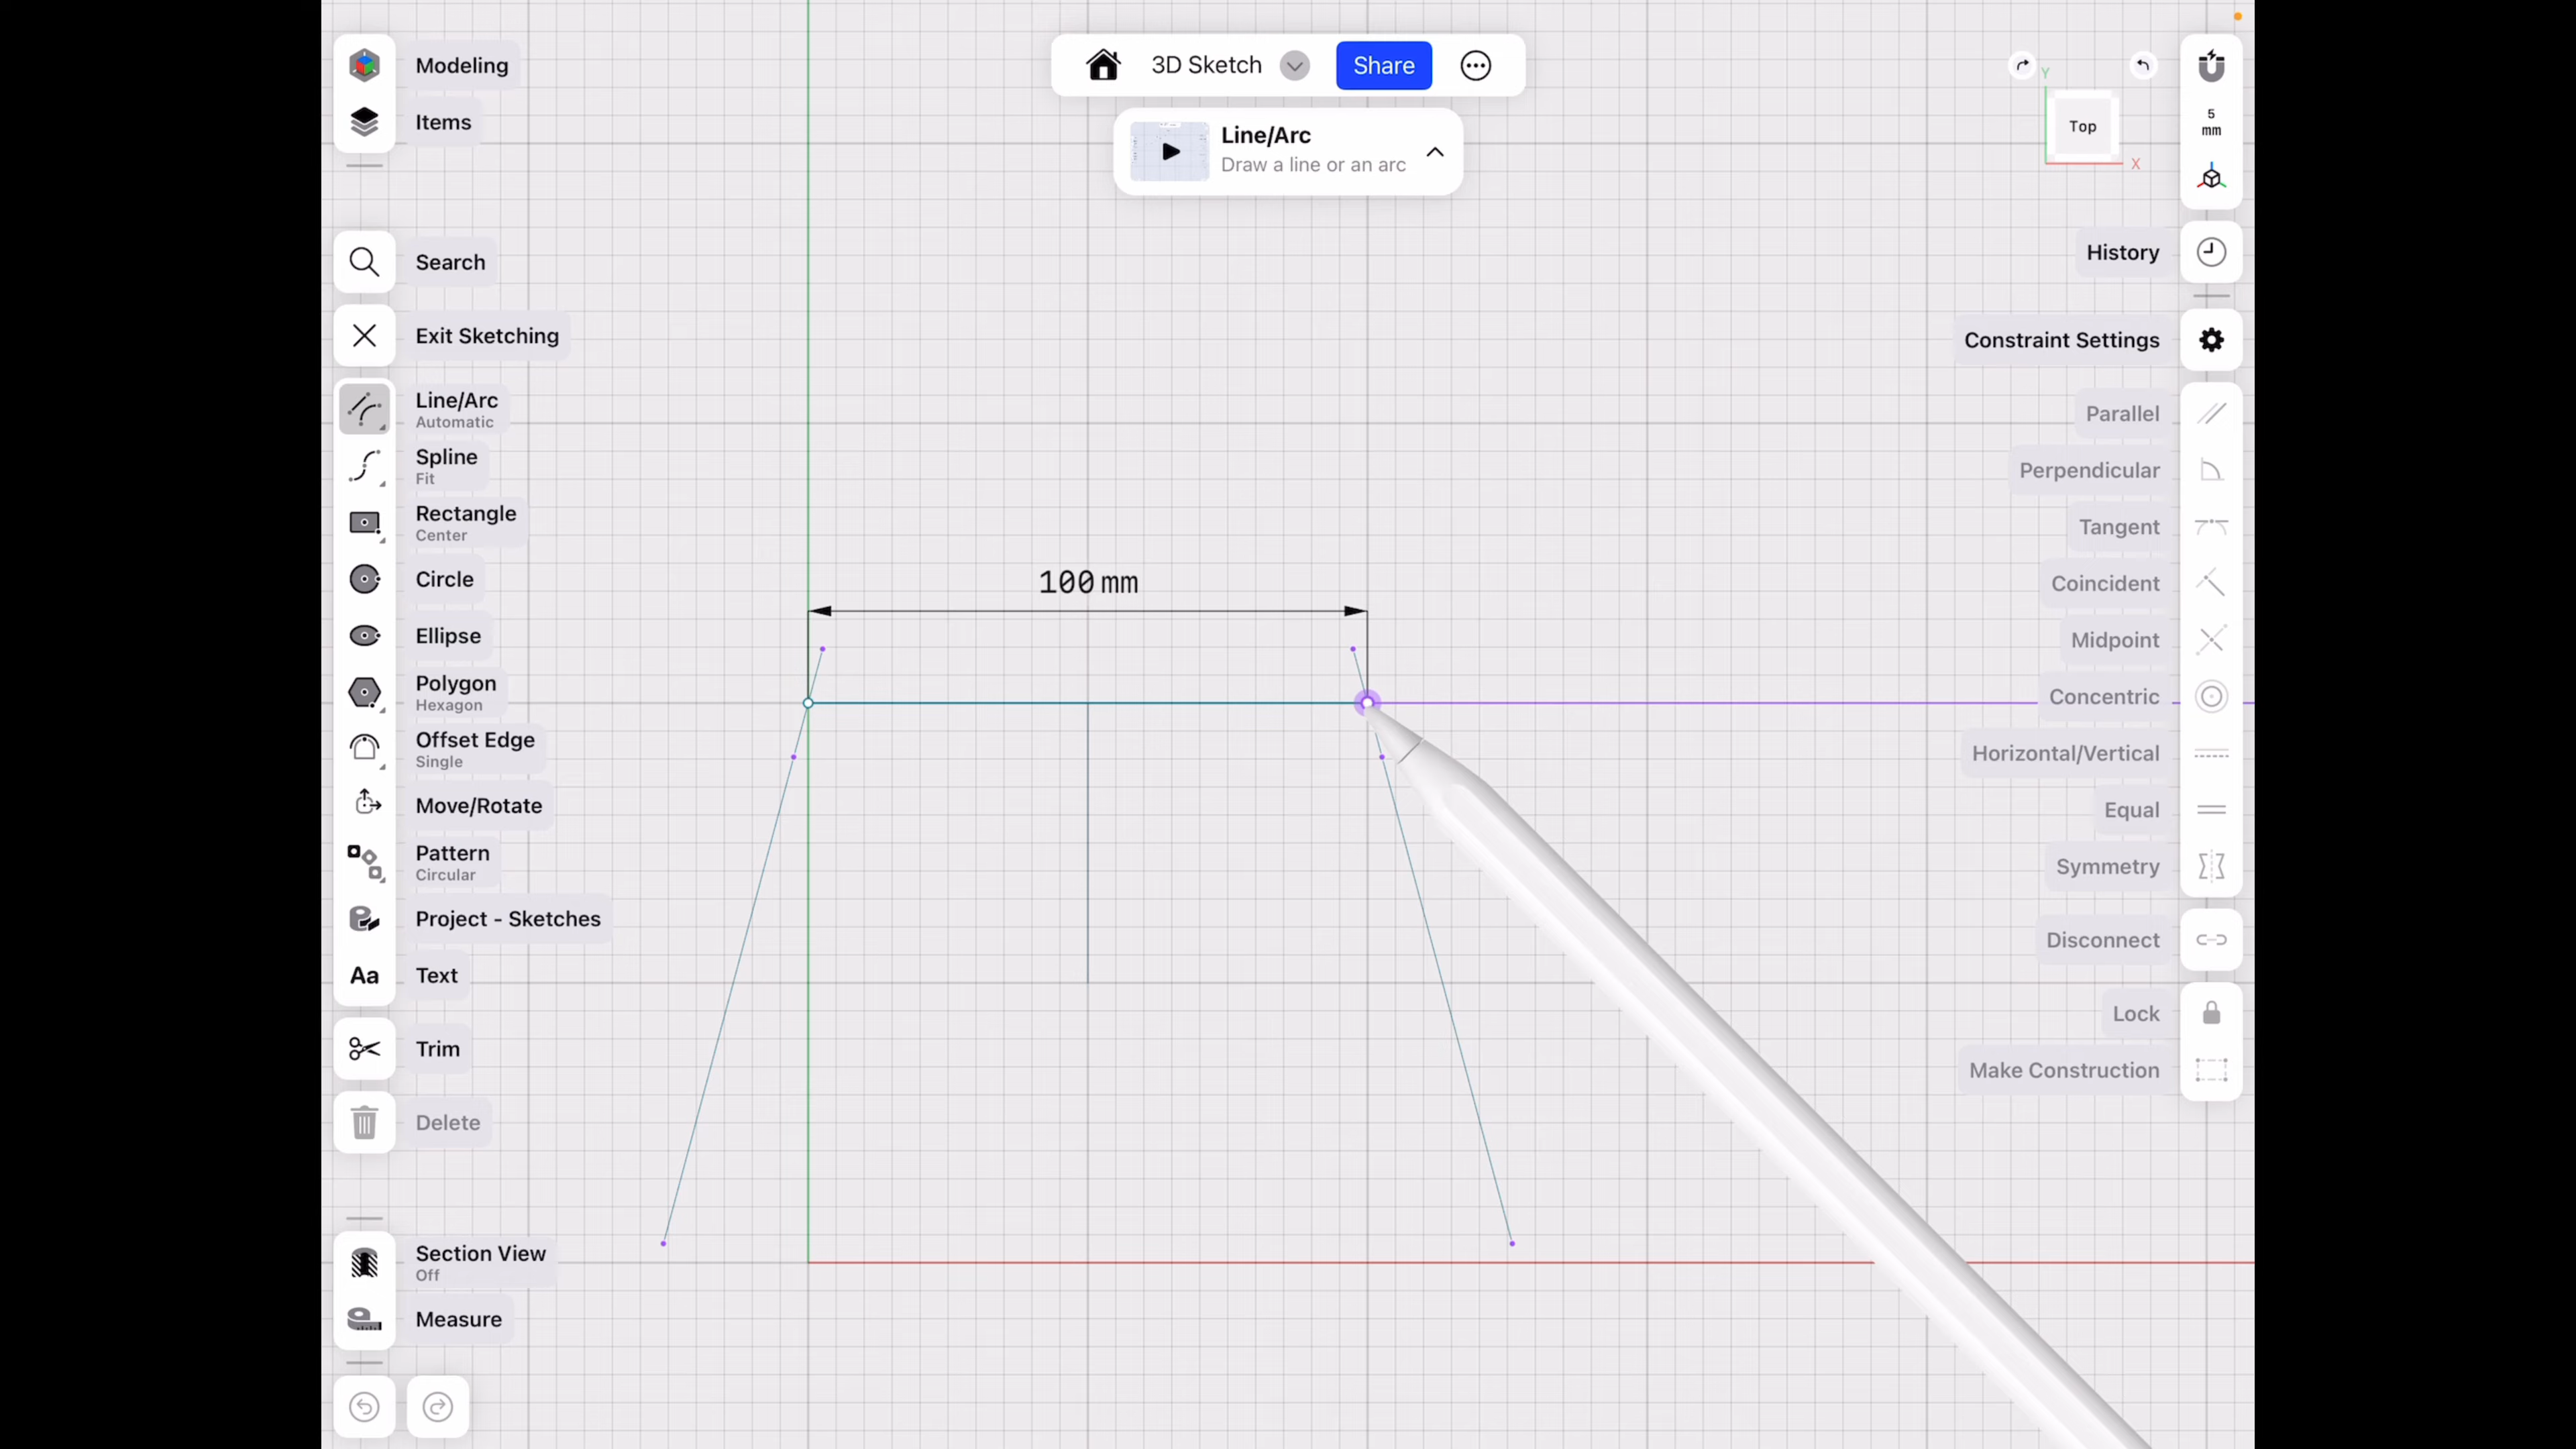 Modeling
Items
Search
Exit Sketching
Line/Arc
Automatic
Spline
Fit
Rectangle
Center
Circle
Ellipse
Polygon
Hexagon
Offset Edge
Single
Move/Rotate
Pattern
Circular
Project - Sketches
Aa Text
Trim
Delete
Section View
Off
Measure
3D Sketch
Share
Line/Arc
Draw a line or an arc
100 mm
Y
Top
X
5
mm
History
Constraint Settings
Parallel
Perpendicular
Tangent
Coincident
Midpoint
Concentric
Horizontal/Vertical
Equal
Symmetry
Disconnect
Lock
Make Construction